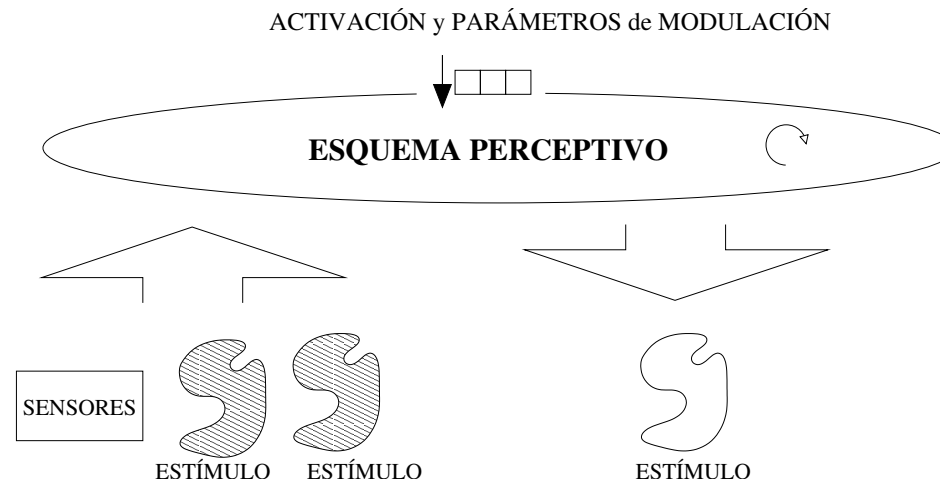 ACTIVACIÓN y PARÁMETROS de MODULACIÓN
ESQUEMA PERCEPTIVO
SENSORES
ESTÍMULO
ESTÍMULO
ESTÍMULO